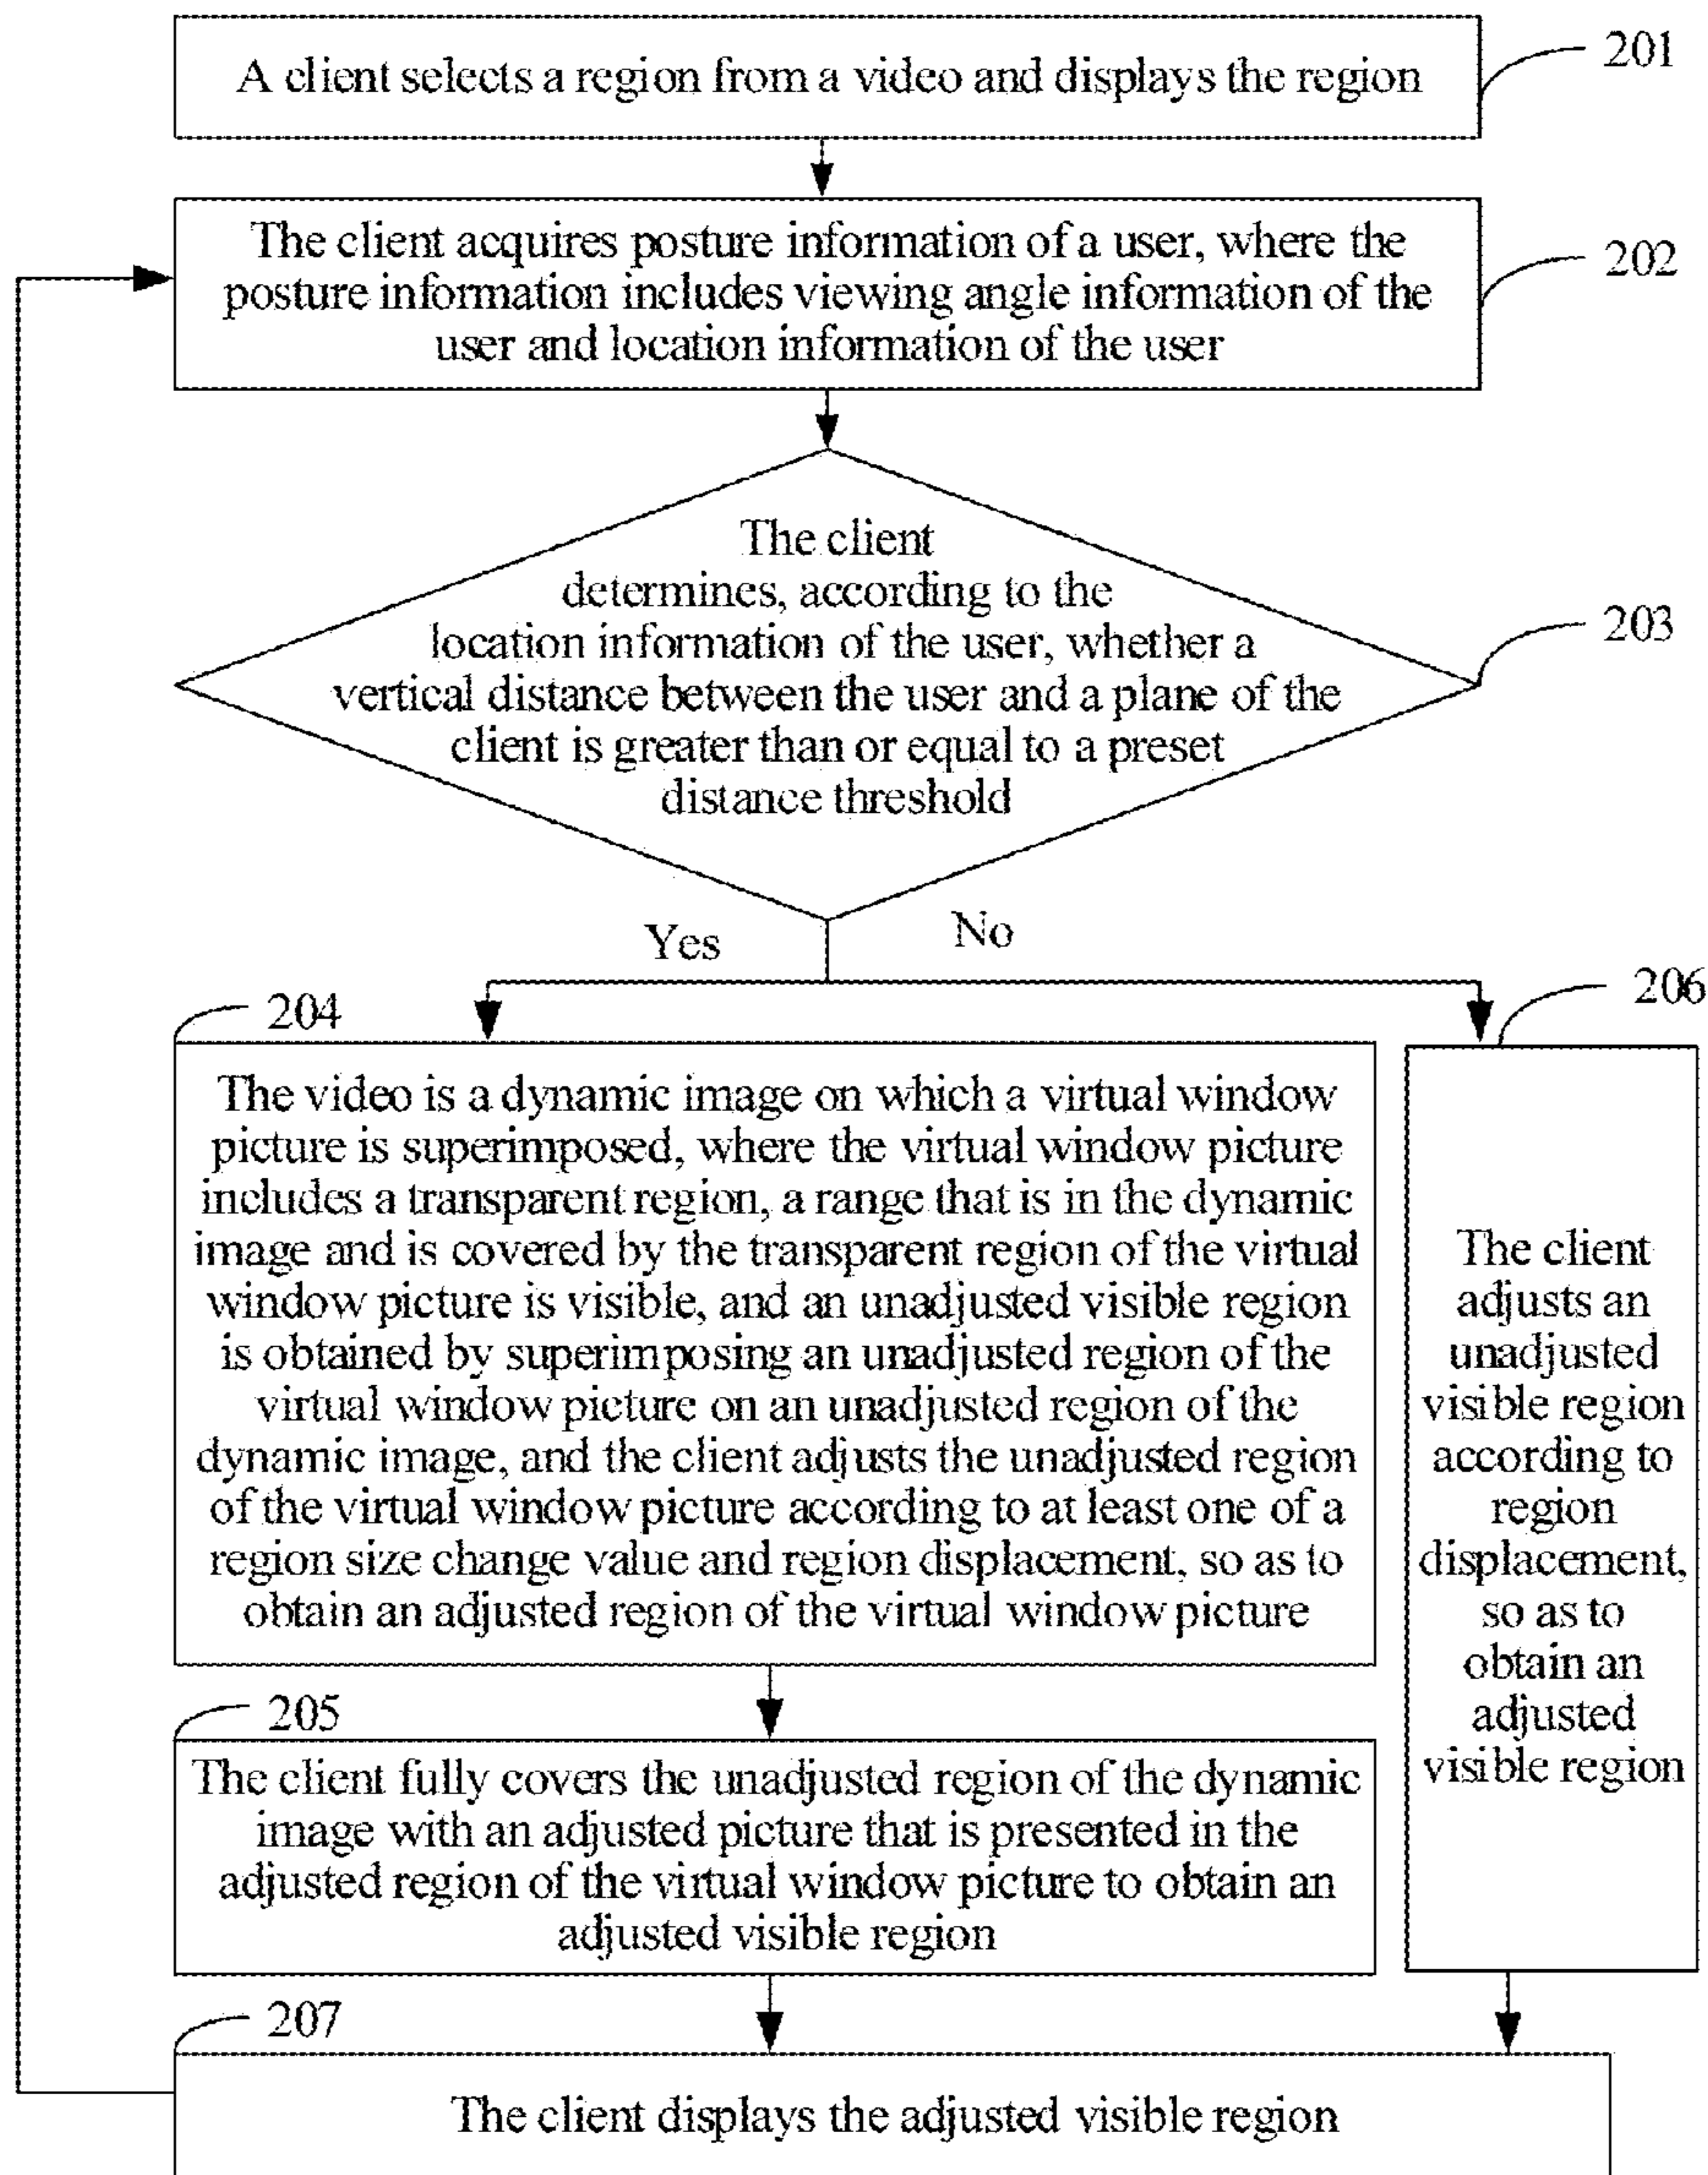 A client selects a region from a video and displays the region
201
The client acquires posture information of a user, where the
posture information includes viewing angle information of the
user and location information of the user
202
The client
determines, according to the
location information of the user, whether a
vertical distance between the user and a plane of the
client is greater than or equal to a preset
distance threshold
203
Yes
No
204
The video is a dynamic image on which a virtual window
picture is superimposed, where the virtual window picture
includes a transparent region, a range that is in the dynamic
image and is covered by the transparent region of the virtual
window picture is visible, and an unadjusted visible region
is obtained by superimposing an unadjusted region of the
virtual window picture on an unadjusted region of the
dynamic image, and the client adjusts the unadjusted region
of the virtual window picture according to at least one of a
region size change value and region displacement, so as to
obtain an adjusted region of the virtual window picture
206
The client
adjusts an
unadjusted
visible region
according to
region
displacement,
so as to
obtain an
adjusted
visible region
205
The client fully covers the unadjusted region of the dynamic
image with an adjusted picture that is presented in the
adjusted region of the virtual window picture to obtain an
adjusted visible region
207
The client displays the adjusted visible region